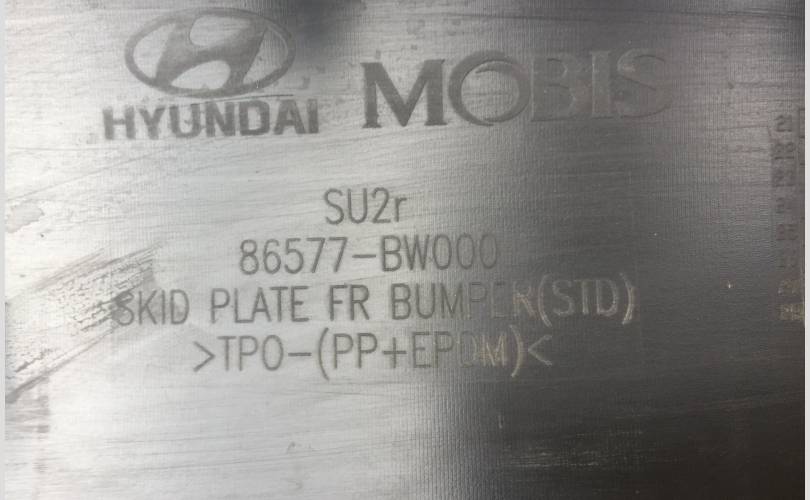 HYUNDAI MOBIS
SU2r
86577-BW000
SKID PLATE FR BUMPER(STD)
>TPO-(PP+EPDM)<